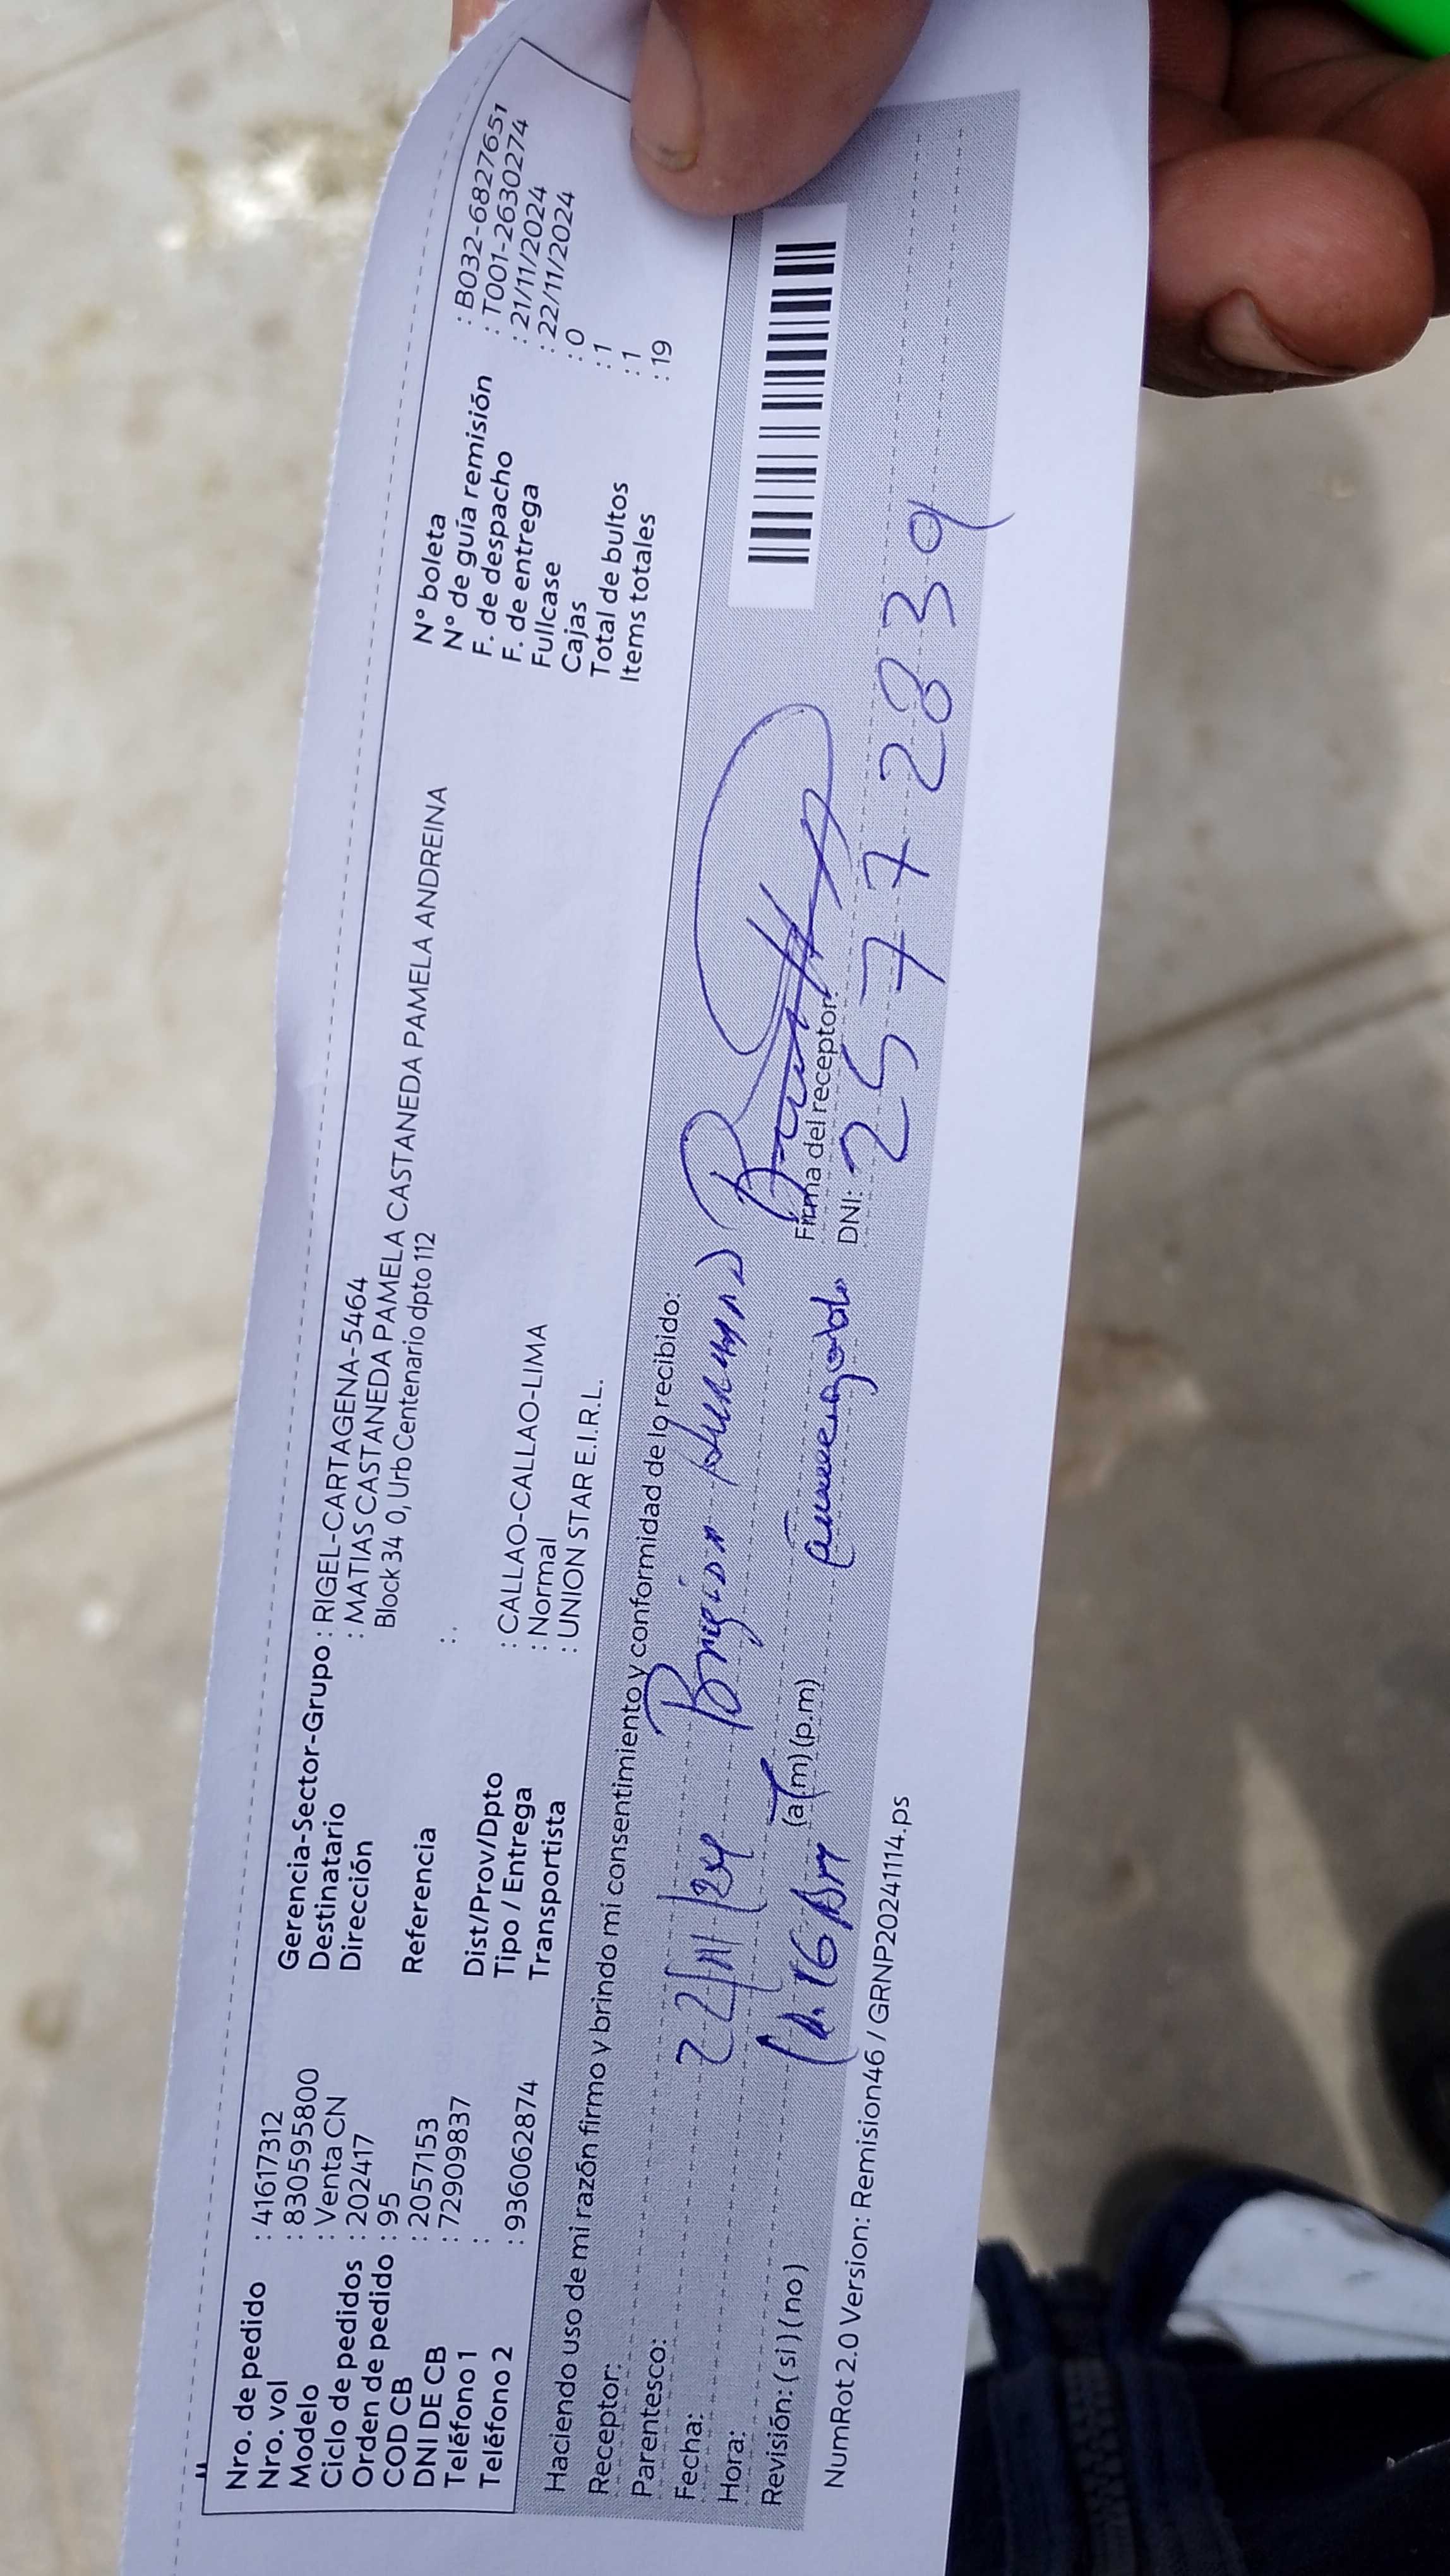 Nro. de pedido : 41617312
Nro. vol : 8305958OO
Modelo : Venta CN
Ciclo de pedidos : 202417
Orden de pedido : 95
COD CB : 2057153
DNI DE CB : 72909837
Teléfono 1 :
Teléfono 2 : 936062874
Gerencia-Sector-Grupo : RIGEL-CARTAGENA-5464
Destinatario : MATIAS CASTANEDA PAMELA CASTANEDA PAMELA ANDREINA
Dirección Block 34 0, Urb Centenario dpto 112
Referencia : .
Dist/Prov/Dpto : CALLAO-CALLAO-LIMA
Tipo / Entrega : Normal
Transportista : UNION STAR E.I.R.L.
N° boleta : B032-6827651
N° de guía remisión : T001-2630274
F. de despacho : 21/11/2024
F. de entrega : 22/11/2024
Fullcase : 0
Cajas : 1
Total de bultos : 1
Items totales : 19
Haciendo uso de mi razón firmo y brindo mi consentimiento y conformidad de lo recibido:
Receptor:
Parentesco:
Fecha: 22/11/24
Hora: (a.m) (p.m)
Revisión: (si) (no)
Firma del receptor:
DNI: 25772839
NumRot 2.0 Version: Remision46 / GRNP20241114.ps